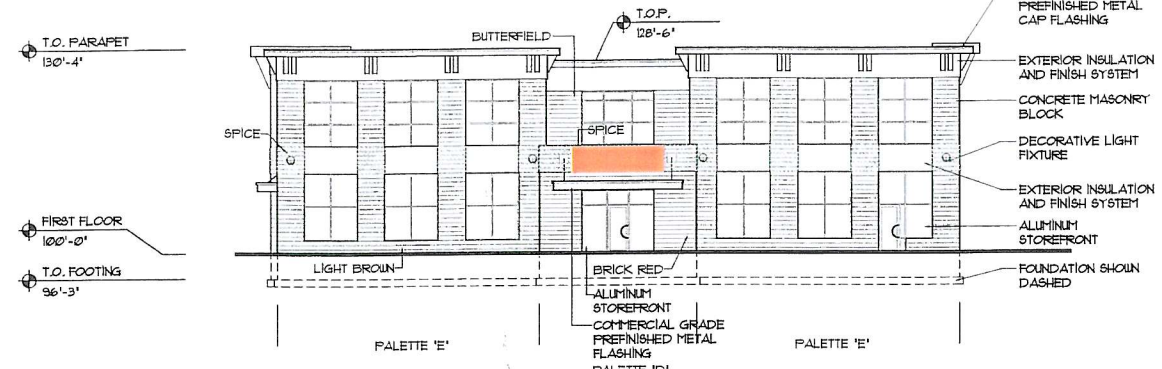 PREFINISHED METAL
CAP FLASHING
T.O.P.
128'-6"
T.O. PARAPET
130'-4"
BUTTERFIELD
EXTERIOR INSULATION
AND FINISH SYSTEM
CONCRETE MASONRY
BLOCK
SPICE
SPICE
DECORATIVE LIGHT
FIXTURE
EXTERIOR INSULATION
AND FINISH SYSTEM
FIRST FLOOR
100'-0"
ALUMINUM
STOREFRONT
T.O. FOOTING
96'-3"
LIGHT BROWN
BRICK RED
FOUNDATION SHOWN
DASHED
ALUMINUM
STOREFRONT
COMMERCIAL GRADE
PREFINISHED METAL
FLASHING
PALETTE 'E'
PALETTE 'E'
PALETTE 'D'